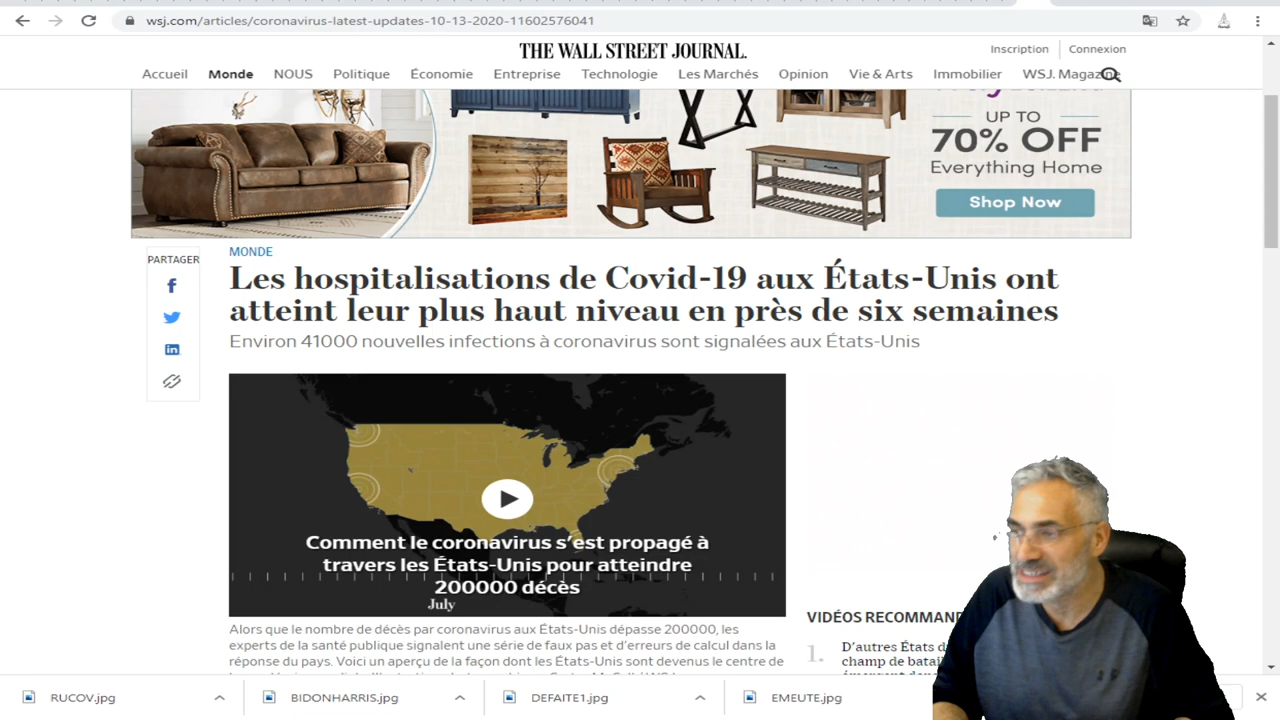 wsj.com/articles/coronavirus-latest-updates-10-13-2020-11602576041
THE WALL STREET JOURNAL.
Inscription Connexion
Accueil Monde NOUS Politique Économie Entreprise Technologie Les Marchés Opinion Vie & Arts Immobilier WSJ. Magazine
UP TO
70% OFF
Everything Home
Shop Now
MONDE
PARTAGER
Les hospitalisations de Covid-19 aux États-Unis ont
atteint leur plus haut niveau en près de six semaines
Environ 41000 nouvelles infections à coronavirus sont signalées aux États-Unis
Comment le coronavirus s'est propagé à
travers les États-Unis pour atteindre
200000 décès
July
Alors que le nombre de décès par coronavirus aux États-Unis dépasse 200000, les
experts de la santé publique signalent une série de faux pas et d'erreurs de calcul dans la
réponse du pays. Voici un aperçu de la façon dont les États-Unis sont devenus le centre de
VIDÉOS RECOMMAND
1.
D'autres États d
champ de batai
RUCOV.jpg
BIDONHARRIS.jpg
DEFAITE1.jpg
EMEUTE.jpg